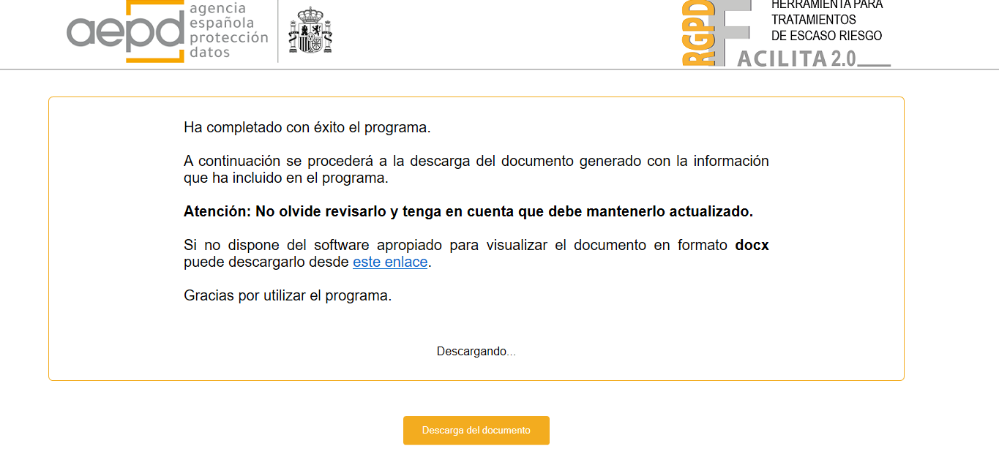 aepd
agencia
española
protección
datos
RGPD
F
HERRAMIENTA PARA
TRATAMIENTOS
DE ESCASO RIESGO
ACILITA 2.0
Ha completado con éxito el programa.
A continuación se procederá a la descarga del documento generado con la información
que ha incluido en el programa.
Atención: No olvide revisarlo y tenga en cuenta que debe mantenerlo actualizado.
Si no dispone del software apropiado para visualizar el documento en formato docx
puede descargarlo desde este enlace.
Gracias por utilizar el programa.
Descargando...
Descarga del documento